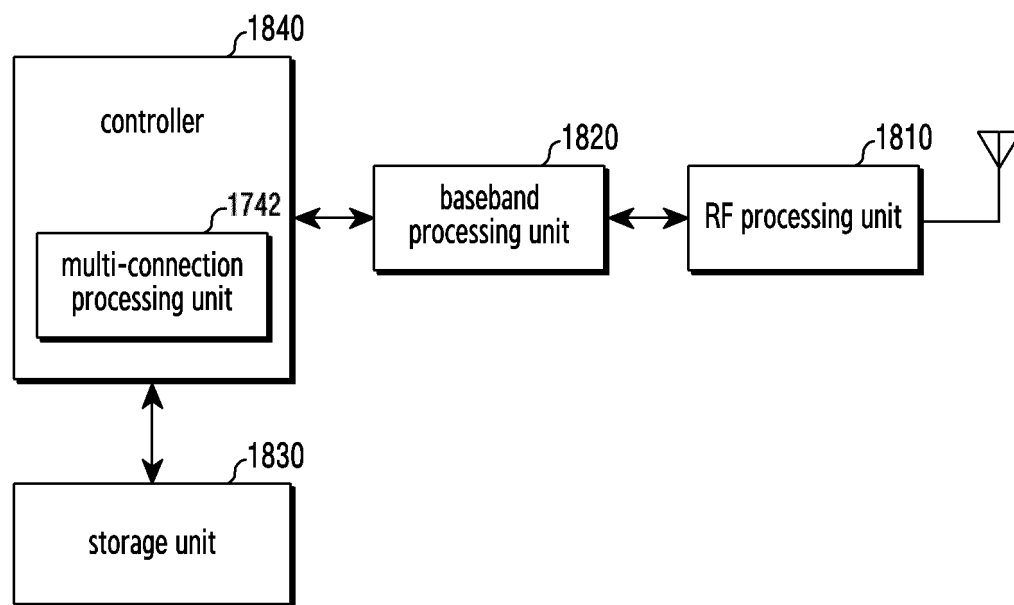 1840
controller
1742
multi-connection
processing unit
1820
baseband
processing unit
1810
RF processing unit
1830
storage unit